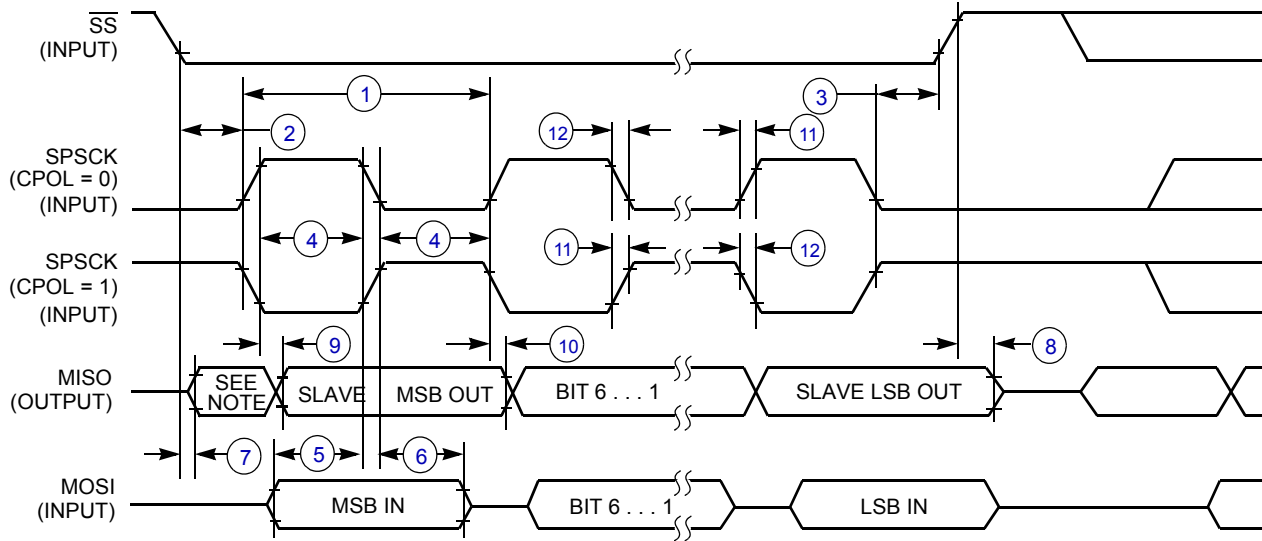 SS
(INPUT)
1
3
2
12
11
SPSCK
(CPOL = 0)
(INPUT)
4
4
11
12
SPSCK
(CPOL = 1)
(INPUT)
9
10
8
MISO
(OUTPUT)
SEE
NOTE
SLAVE
MSB OUT
BIT 6 . . . 1
SLAVE LSB OUT
7
5
6
MOSI
(INPUT)
MSB IN
BIT 6 . . . 1
LSB IN